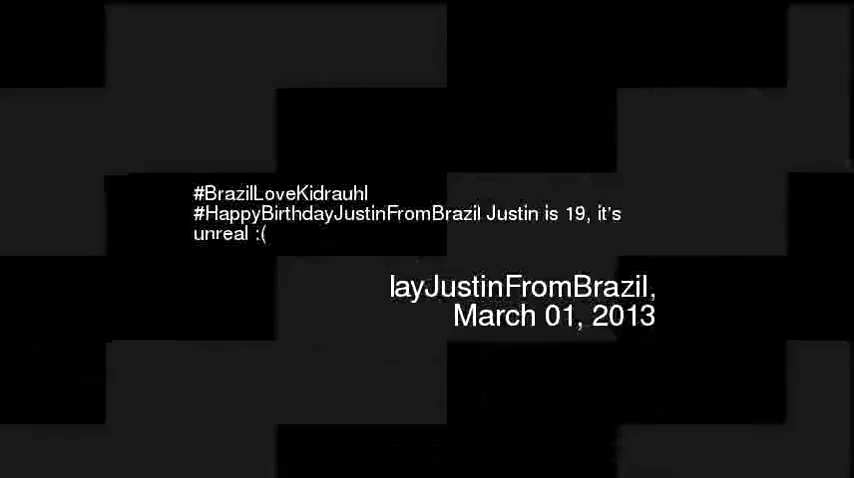 #BrazilLoveKidrauhl
#HappyBirthdayJustinFromBrazil Justin is 19, it's
unreal :(
layJustinFromBrazil,
March 01, 2013